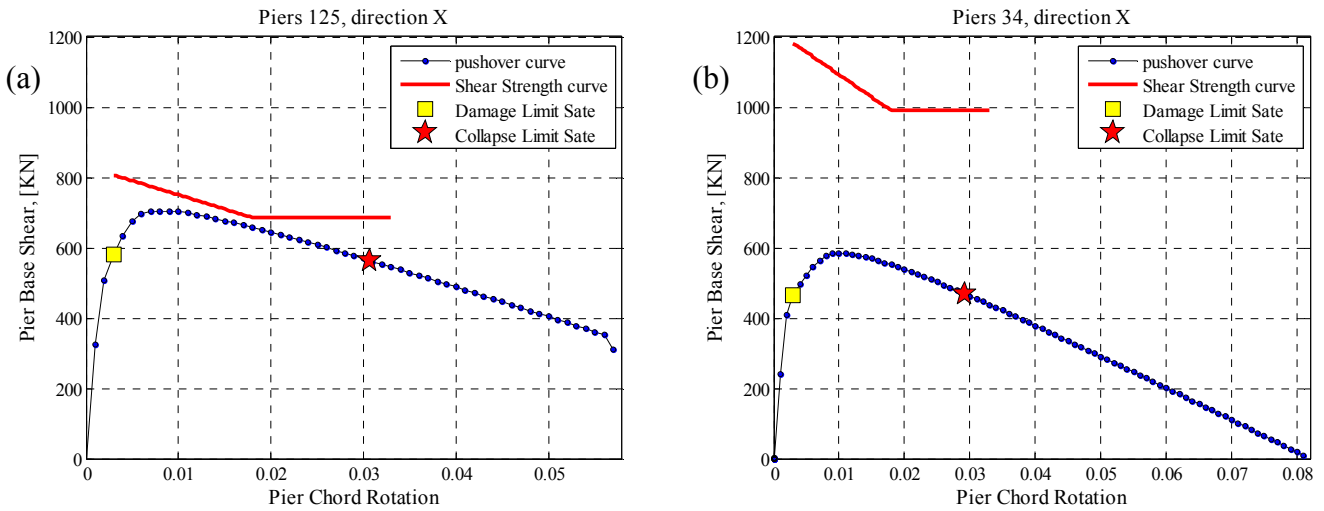 Piers 125, direction X
(a)
1200
1000
800
600
400
200
0
Pier Base Shear, [KN]
pushover curve
Shear Strength curve
Damage Limit Sate
Collapse Limit Sate
0 0.01 0.02 0.03 0.04 0.05
Pier Chord Rotation
Piers 34, direction X
(b)
1200
1000
800
600
400
200
0
Pier Base Shear, [KN]
pushover curve
Shear Strength curve
Damage Limit Sate
Collapse Limit Sate
0 0.01 0.02 0.03 0.04 0.05 0.06 0.07 0.08
Pier Chord Rotation